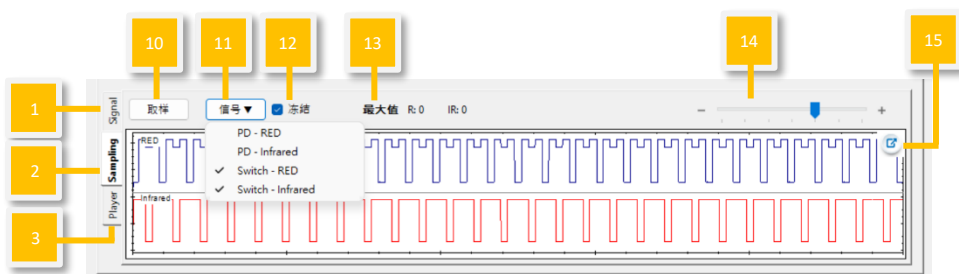 10
11
12
13
14
15
1
Signal
取样
信号▼
冻结
最大值 R: 0 IR: 0
− +
2
Sampling
RED
PD - RED
PD - Infrared
✓ Switch - RED
✓ Switch - Infrared
Infrared
3
Player